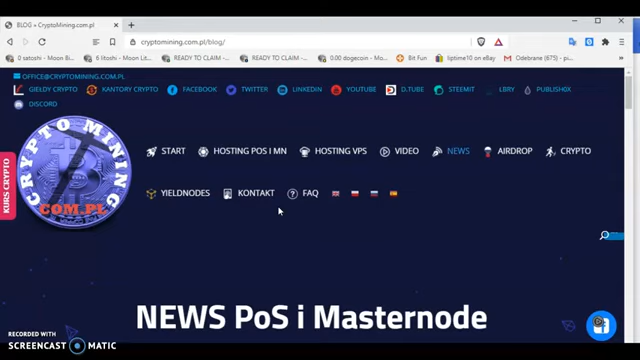 BLOG » CryptoMining.com.pl
cryptomining.com.pl/blog/
0 satoshi - Moon Bi... 6 litoshi - Moon Lit... READY TO CLAIM - ... READY TO CLAIM - ... 0.00 dogecoin - Mo... Bit Fun liptime10 on eBay Odebrane (675) - pi...
OFFICE@CRYPTOMINING.COM.PL
GIEŁDY KRYPTO KANTORY CRYPTO FACEBOOK TWITTER LINKEDIN YOUTUBE D.TUBE STEEMIT LBRY PUBLISH0X
DISCORD
CRYPTO MINING
.COM.PL
KURS CRYPTO
START HOSTING POS I MN HOSTING VPS VIDEO NEWS AIRDROP CRYPTO
YIELDNODES KONTAKT FAQ
NEWS PoS i Masternode
RECORDED WITH
SCREENCAST MATIC